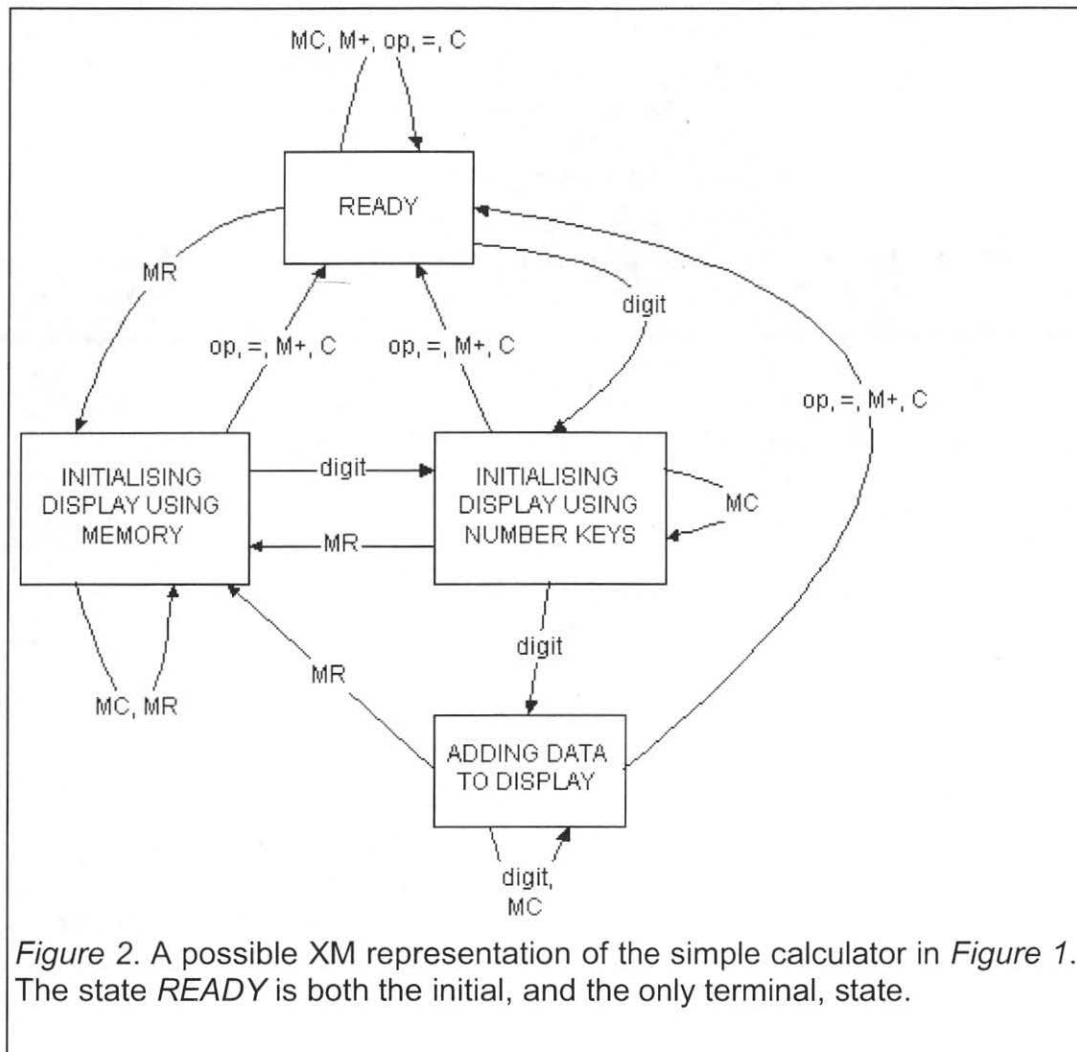 MC, M+, op, =, C
READY
MR
digit
op, =, M+, C
op, =, M+, C
op, =, M+, C
INITIALISING
DISPLAY USING
MEMORY
digit
INITIALISING
DISPLAY USING
NUMBER KEYS
MC
MR
digit
MR
MC, MR
ADDING DATA
TO DISPLAY
digit,
MC
Figure 2. A possible XM representation of the simple calculator in Figure 1.
The state READY is both the initial, and the only terminal, state.